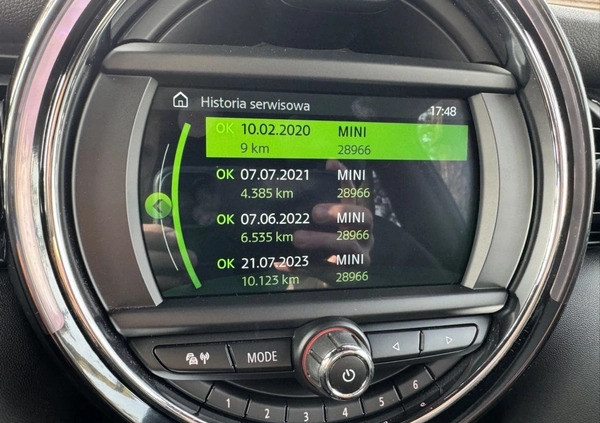 Historia serwisowa 17:48
OK 10.02.2020 MINI
9 km 28966
OK 07.07.2021 MINI
4.385 km 28966
OK 07.06.2022 MINI
6.535 km 28966
OK 21.07.2023 MINI
10.123 km 28966
MODE
1 2 3 4 5 6